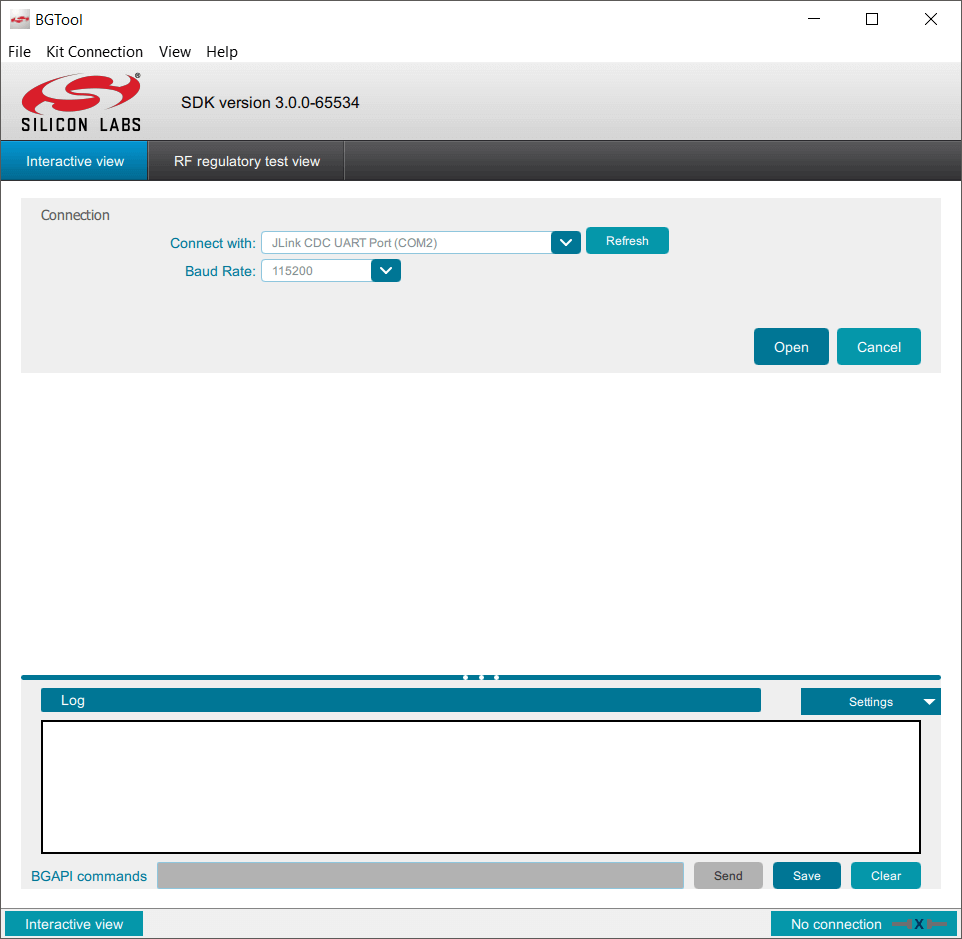 BGTool
File Kit Connection View Help
SILICON LABS®
SDK version 3.0.0-65534
Interactive view RF regulatory test view
Connection
Connect with: JLink CDC UART Port (COM2) Refresh
Baud Rate: 115200
Open Cancel
Log Settings
BGAPI commands Send Save Clear
Interactive view No connection X